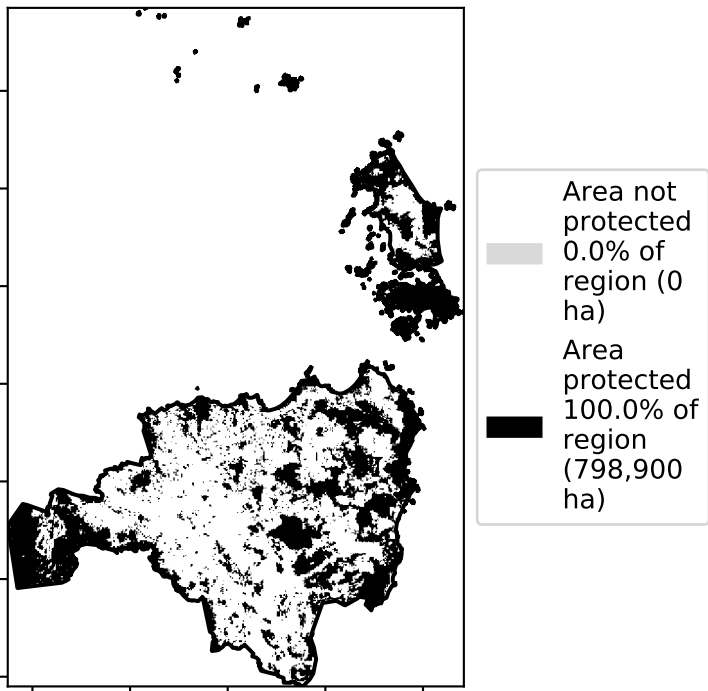 Area not
protected
0.0% of
region (0
ha)
Area
protected
100.0% of
region
(798,900
ha)